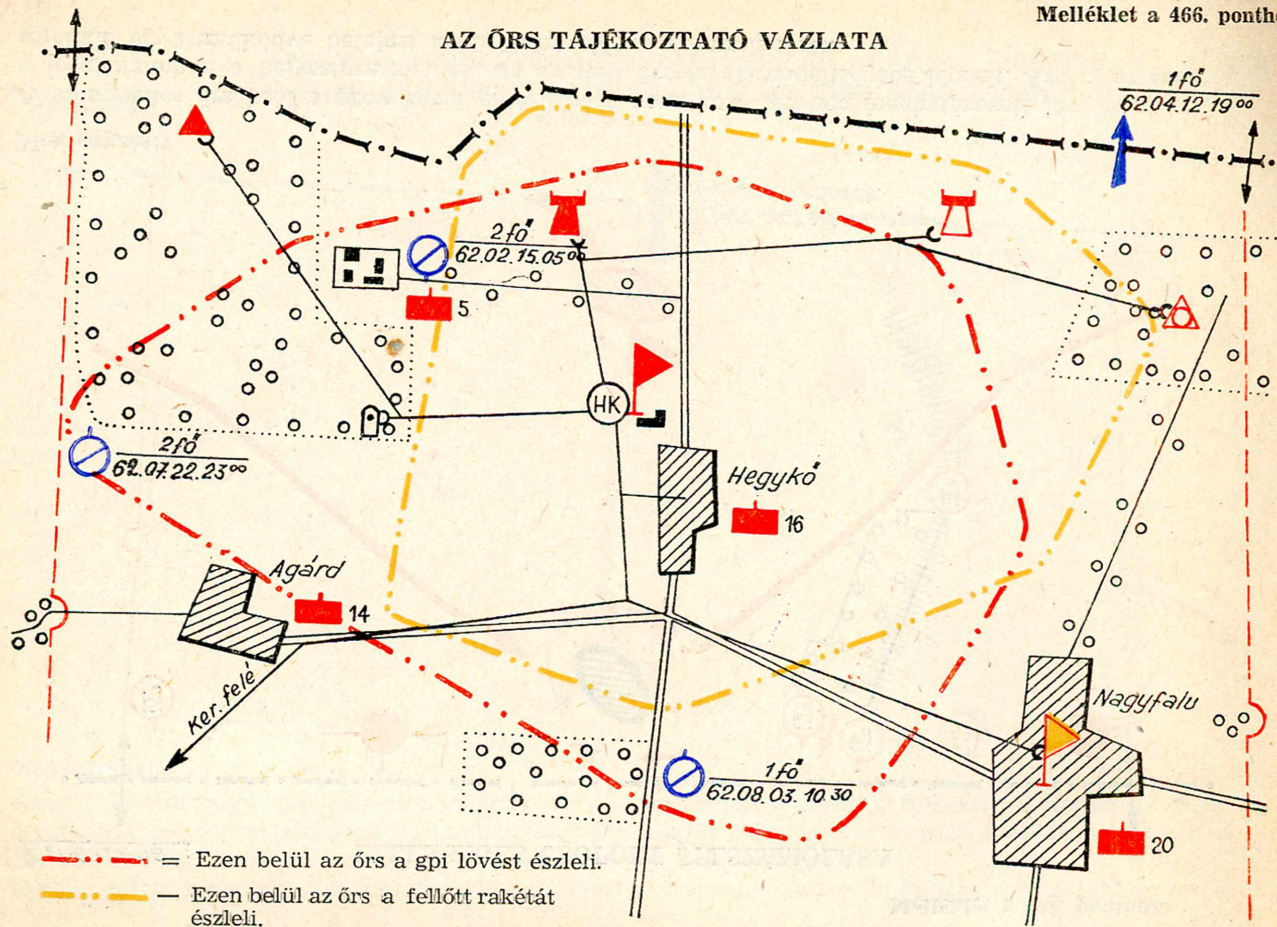 Melléklet a 466. ponth
AZ ŐRS TÁJÉKOZTATÓ VÁZLATA
1 fő
62.04.12.19⁰⁰
2 fő
62.02.15.05⁰⁰
5
HK
2 fő
62.07.22.23⁰⁰
Hegykő
16
Agárd
14
Ker. felé
Nagyfalu
1 fő
62.08.03.10.30
20
= Ezen belül az őrs a gpi lövést észleli.
— Ezen belül az őrs a fellőtt rakétát
észleli.